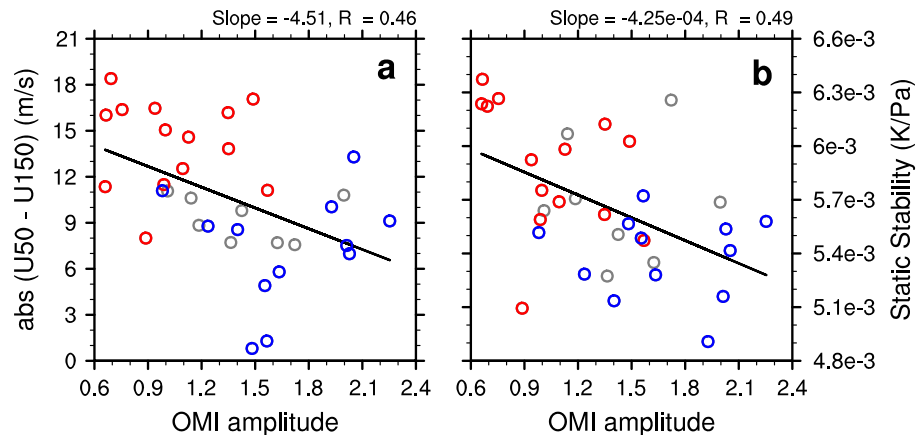 Slope = -4.51, R = 0.46
Slope = -4.25e-04, R = 0.49
a
b
abs (U50 - U150) (m/s)
21
18
15
12
9
6
3
0
0.6 0.9 1.2 1.5 1.8 2.1 2.4
OMI amplitude
0.6 0.9 1.2 1.5 1.8 2.1 2.4
OMI amplitude
6.6e-3
6.3e-3
6e-3
5.7e-3
5.4e-3
5.1e-3
4.8e-3
Static Stability (K/Pa)